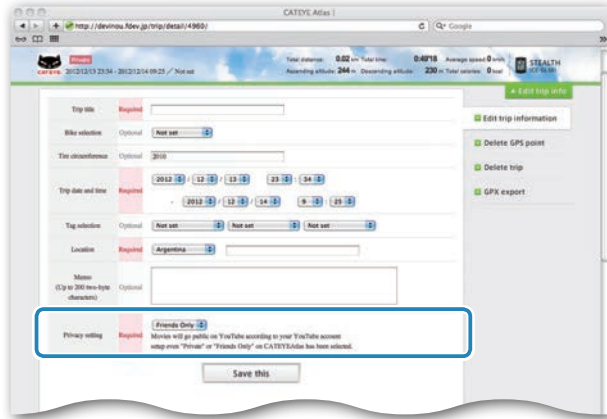 CATEYE Atlas |
http://devinou.fdev.jp/trip/detail/4960/
Google
Private
CATEYE 2012/12/13 23:34 - 2012/12/14 09:25 / Not set
Total distance: 0.02 km Total time: 0:49'18 Average speed 0 km/h
Ascending altitude: 244 m Descending altitude: 230 m Total calories: 0 kcal
STEALTH
+ Edit trip info
Trip title Required
Edit trip information
Bike selection Optional Not set
Delete GPS point
Tire circumference Optional 2010
Delete trip
Trip date and time Required 2012 / 12 / 13 23 : 34
GPX export
- 2012 / 12 / 14 9 : 25
Tag selection Optional Not set Not set Not set
Location Required Argentina
Memo
(Up to 200 two-byte
characters) Optional
Privacy setting Required Friends Only
Movies will go public on YouTube according to your YouTube account
setup even "Private" or "Friends Only" on CATEYEAtlas has been selected.
Save this